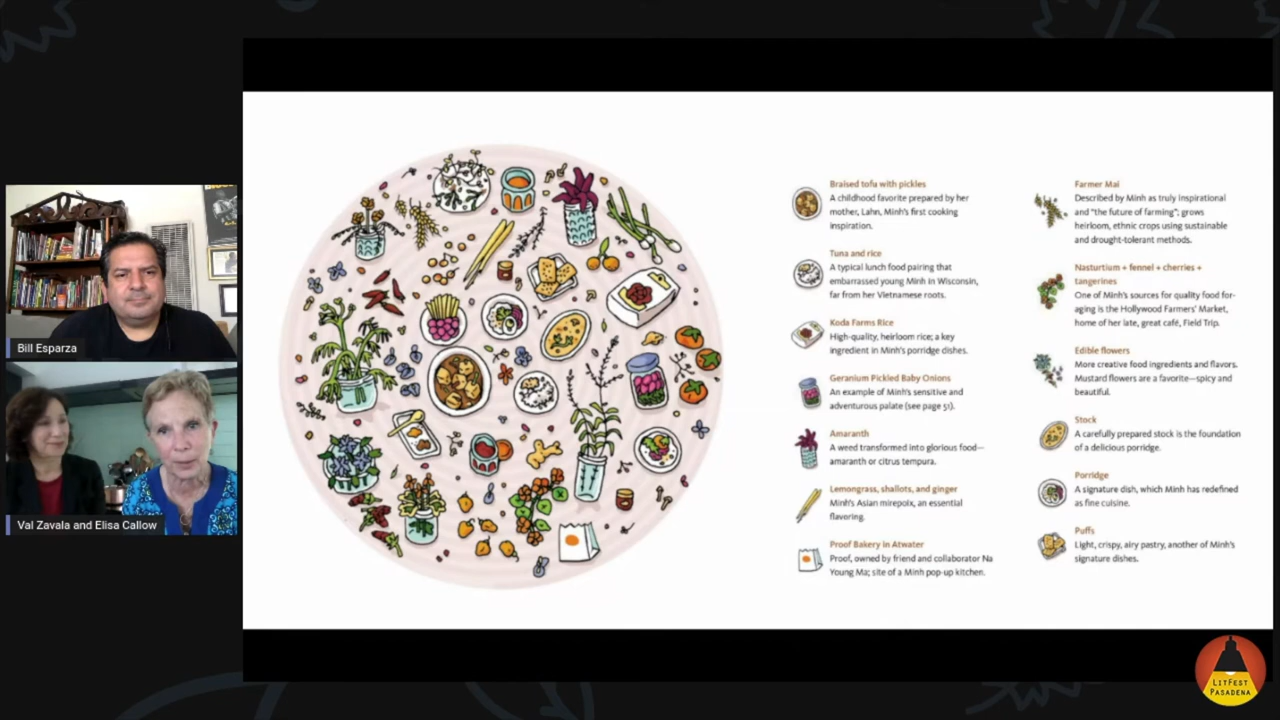 Bill Esparza
Val Zavala and Elisa Callow
Braised tofu with pickles
A childhood favorite prepared by her
mother, Lahn, Minh's first cooking
inspiration.
Tuna and rice
A typical lunch food pairing that
embarrassed young Minh in Wisconsin,
far from her Vietnamese roots.
Koda Farms Rice
High-quality, heirloom rice; a key
ingredient in Minh's porridge dishes.
Geranium Pickled Baby Onions
An example of Minh's sensitive and
adventurous palate (see page 51).
Amaranth
A weed transformed into glorious food—
amaranth or citrus tempura.
Lemongrass, shallots, and ginger
Minh's Asian mirepoix, an essential
flavoring.
Proof Bakery in Atwater
Proof, owned by friend and collaborator Na
Young Ma; site of a Minh pop-up kitchen.
Farmer Mai
Described by Minh as truly inspirational
and "the future of farming"; grows
heirloom, ethnic crops using sustainable
and drought-tolerant methods.
Nasturtium + fennel + cherries +
tangerines
One of Minh's sources for quality food for-
aging is the Hollywood Farmers' Market,
home of her late, great café, Field Trip.
Edible flowers
More creative food ingredients and flavors.
Mustard flowers are a favorite—spicy and
beautiful.
Stock
A carefully prepared stock is the foundation
of a delicious porridge.
Porridge
A signature dish, which Minh has redefined
as fine cuisine.
Puffs
Light, crispy, airy pastry, another of Minh's
signature dishes.
LITFEST
PASADENA